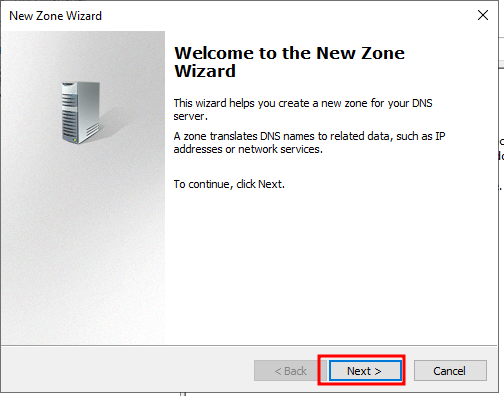 New Zone Wizard
Welcome to the New Zone
Wizard
This wizard helps you create a new zone for your DNS
server.
A zone translates DNS names to related data, such as IP
addresses or network services.
To continue, click Next.
< Back
Next >
Cancel